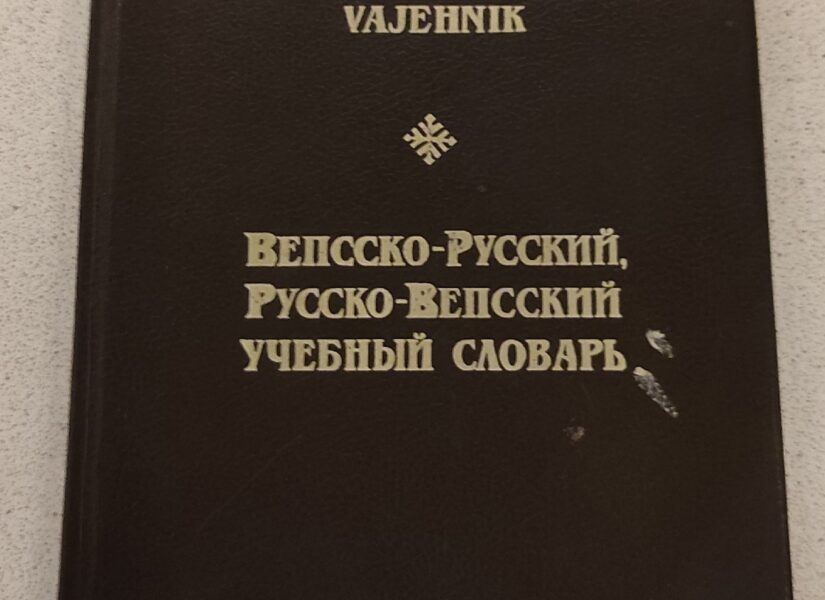 VAJEHNIK
ВЕПССКО-РУССКИЙ,
РУССКО-ВЕПССКИЙ
УЧЕБНЫЙ СЛОВАРЬ